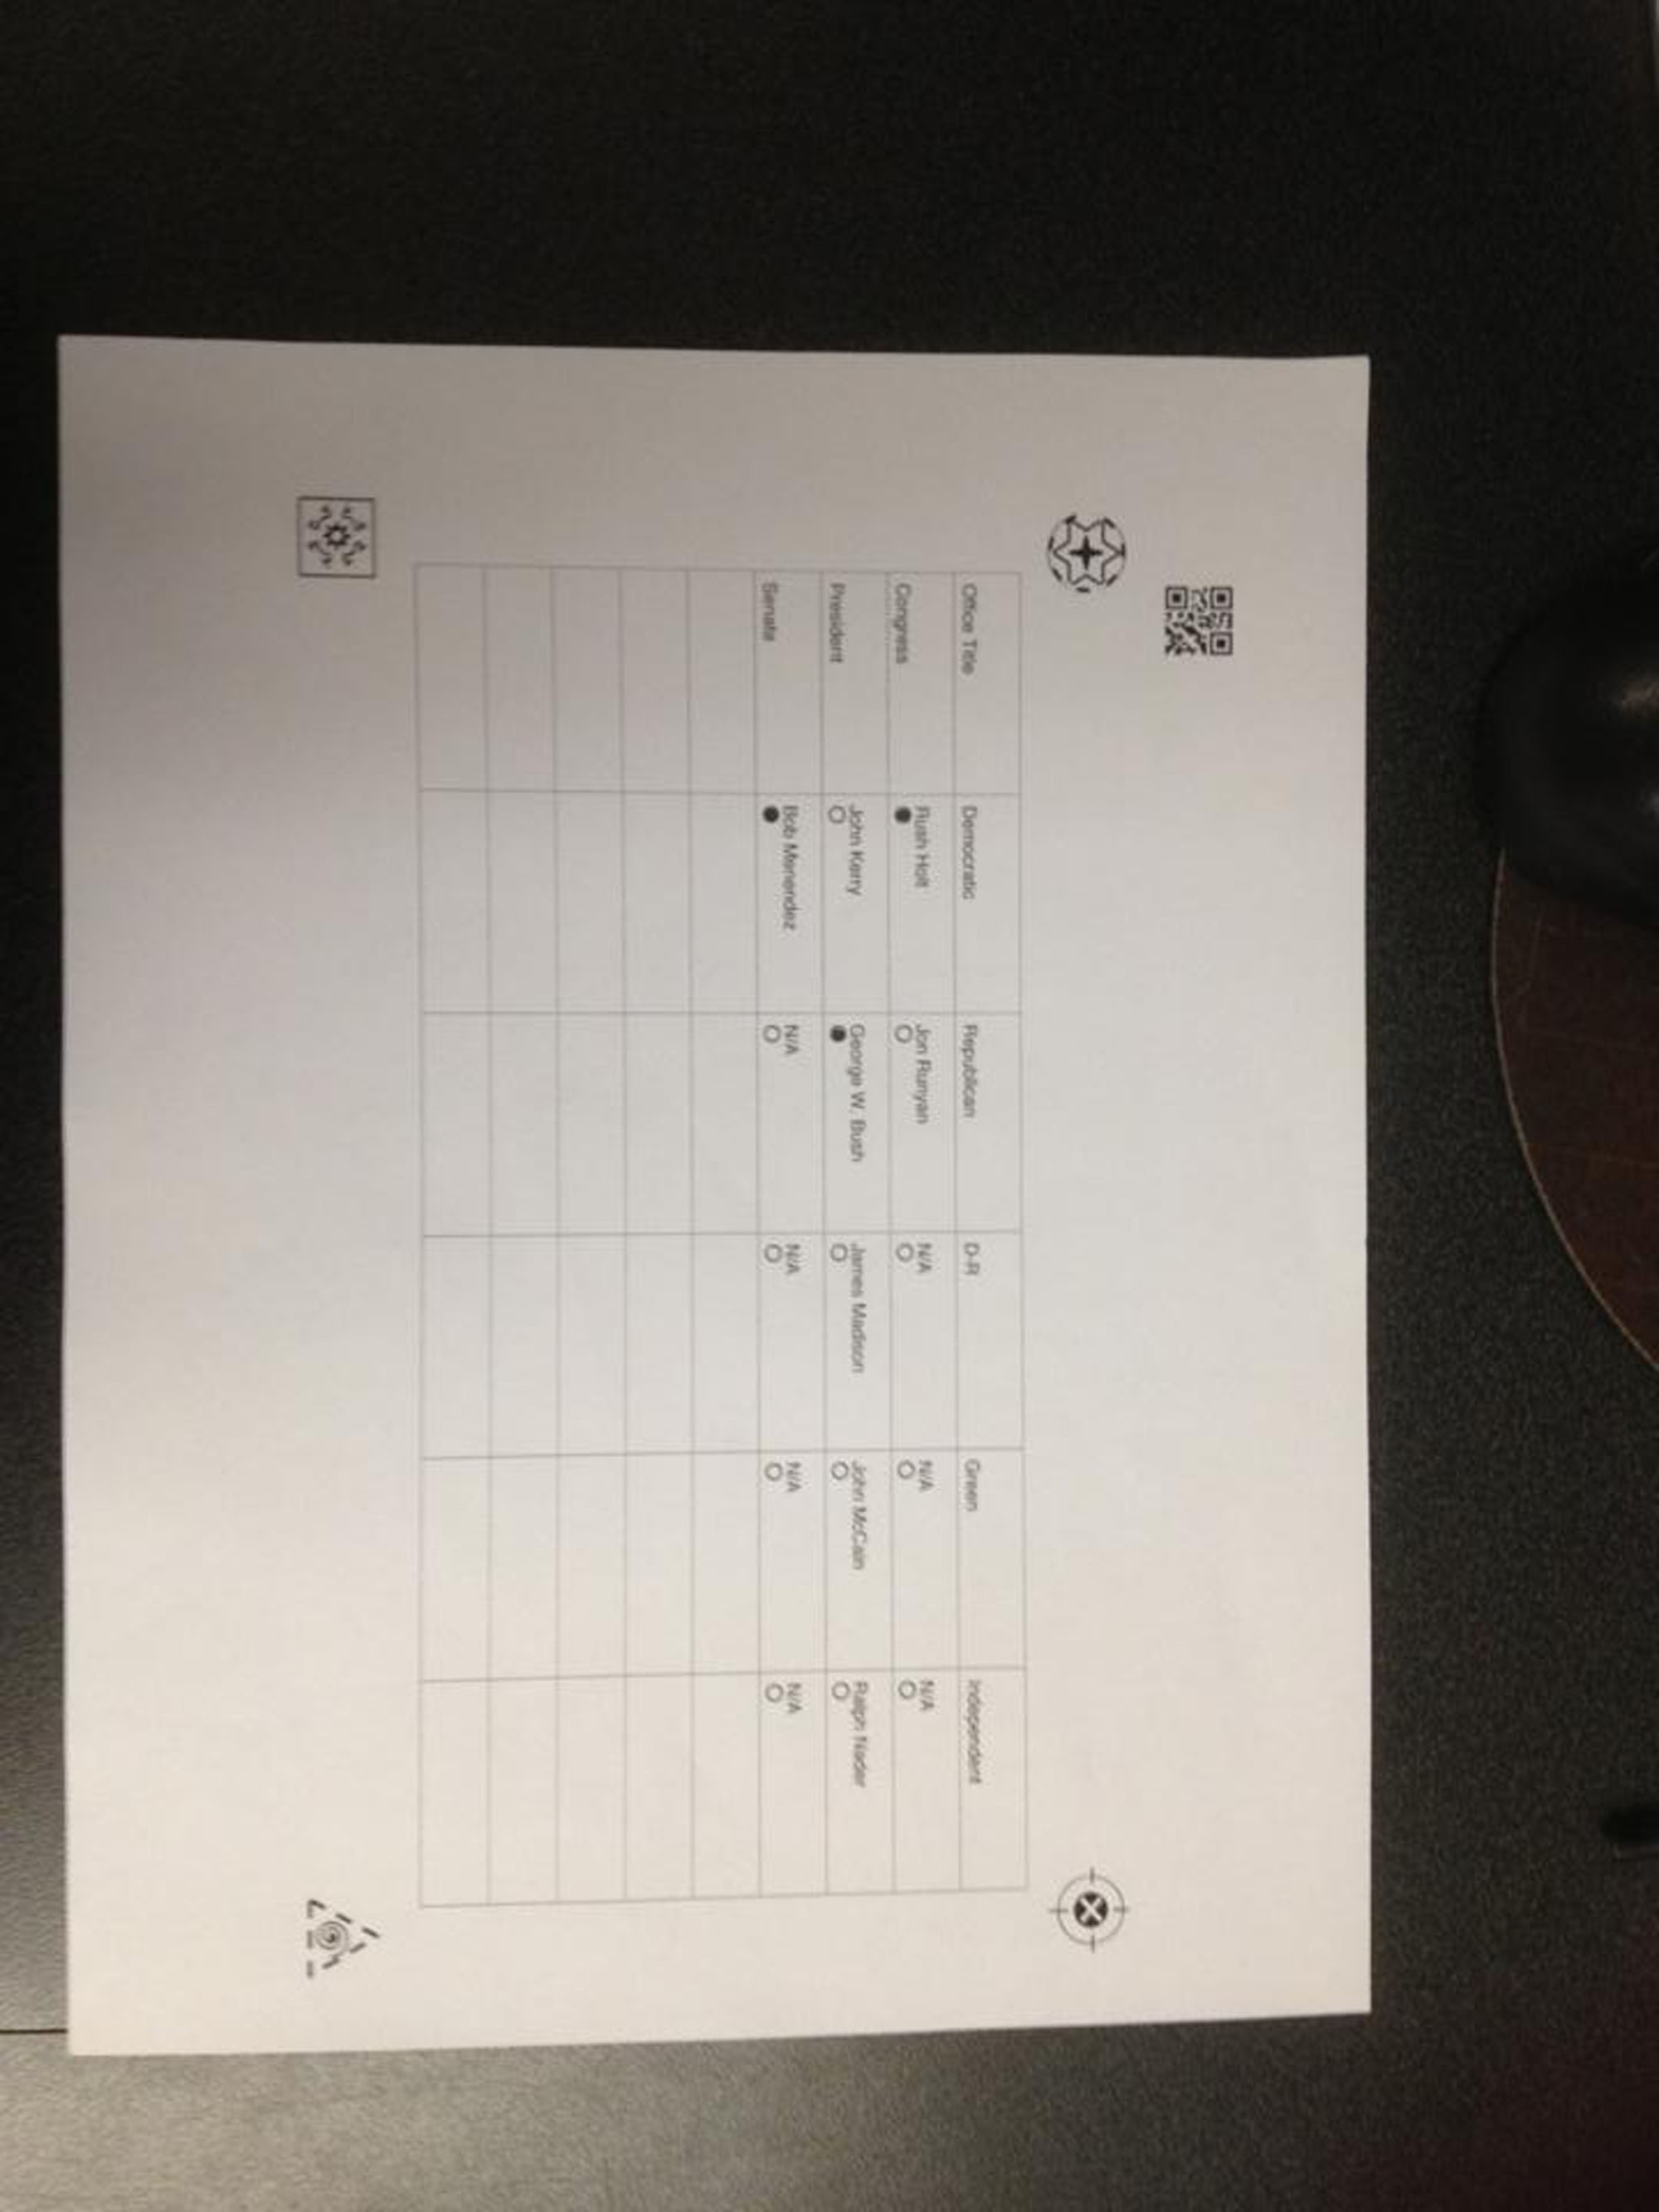 Office Title Democratic Republican D-R Green Independent
Congress Rush Holt Jon Runyan N/A N/A N/A
President John Kerry George W. Bush James Madison John McCain Ralph Nader
Senate Bob Menendez N/A N/A N/A N/A